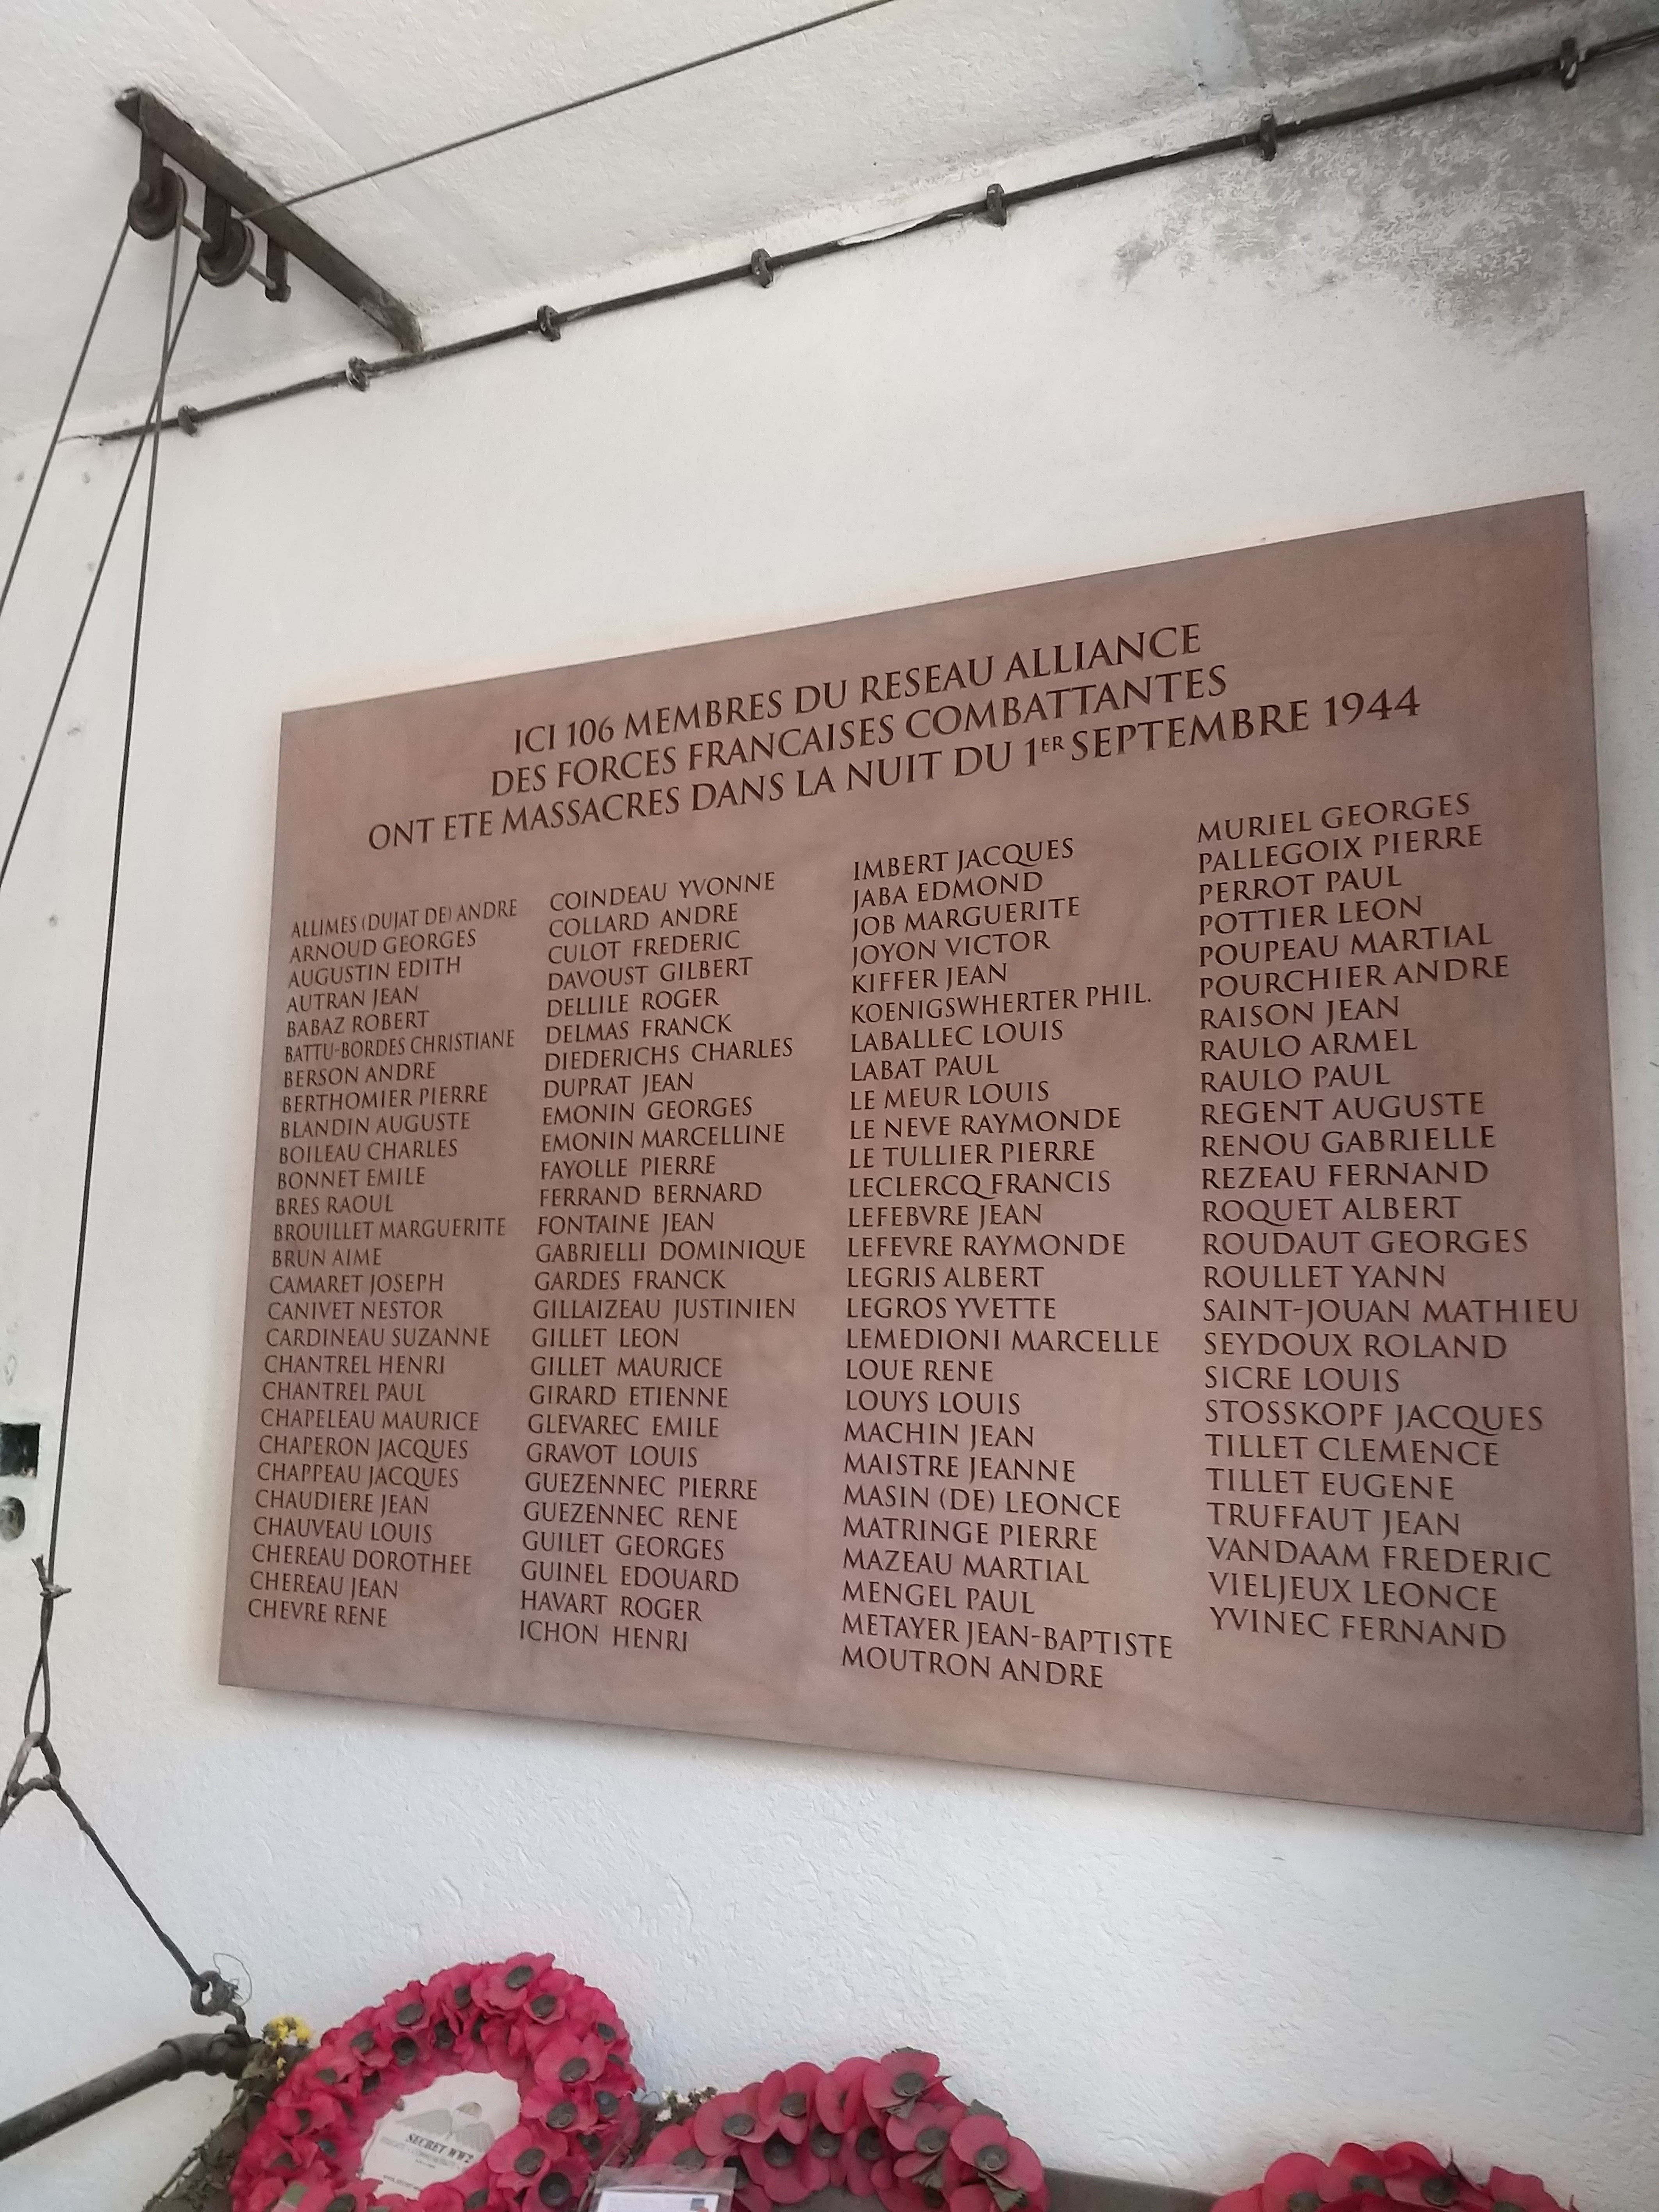 ICI 106 MEMBRES DU RESEAU ALLIANCE
DES FORCES FRANCAISES COMBATTANTES
ONT ETE MASSACRES DANS LA NUIT DU 1ER SEPTEMBRE 1944
ALLIMES (DUJAT DE) ANDRE
ARNOUD GEORGES
AUGUSTIN EDITH
AUTRAN JEAN
BABAZ ROBERT
BATTU-BORDES CHRISTIANE
BERSON ANDRE
BERTHOMIER PIERRE
BLANDIN AUGUSTE
BOILEAU CHARLES
BONNET EMILE
BRES RAOUL
BROUILLET MARGUERITE
BRUN AIME
CAMARET JOSEPH
CANIVET NESTOR
CARDINEAU SUZANNE
CHANTREL HENRI
CHANTREL PAUL
CHAPELEAU MAURICE
CHAPERON JACQUES
CHAPPEAU JACQUES
CHAUDIERE JEAN
CHAUVEAU LOUIS
CHEREAU DOROTHEE
CHEREAU JEAN
CHEVRE RENE
COINDEAU YVONNE
COLLARD ANDRE
CULOT FREDERIC
DAVOUST GILBERT
DELLILE ROGER
DELMAS FRANCK
DIEDERICHS CHARLES
DUPRAT JEAN
EMONIN GEORGES
EMONIN MARCELLINE
FAYOLLE PIERRE
FERRAND BERNARD
FONTAINE JEAN
GABRIELLI DOMINIQUE
GARDES FRANCK
GILLAIZEAU JUSTINIEN
GILLET LEON
GILLET MAURICE
GIRARD ETIENNE
GLEVAREC EMILE
GRAVOT LOUIS
GUEZENNEC PIERRE
GUEZENNEC RENE
GUILET GEORGES
GUINEL EDOUARD
HAVART ROGER
ICHON HENRI
IMBERT JACQUES
JABA EDMOND
JOB MARGUERITE
JOYON VICTOR
KIFFER JEAN
KOENIGSWHERTER PHIL.
LABALLEC LOUIS
LABAT PAUL
LE MEUR LOUIS
LE NEVE RAYMONDE
LE TULLIER PIERRE
LECLERCQ FRANCIS
LEFEBVRE JEAN
LEFEVRE RAYMONDE
LEGRIS ALBERT
LEGROS YVETTE
LEMEDIONI MARCELLE
LOUE RENE
LOUYS LOUIS
MACHIN JEAN
MAISTRE JEANNE
MASIN (DE) LEONCE
MATRINGE PIERRE
MAZEAU MARTIAL
MENGEL PAUL
METAYER JEAN-BAPTISTE
MOUTRON ANDRE
MURIEL GEORGES
PALLEGOIX PIERRE
PERROT PAUL
POTTIER LEON
POUPEAU MARTIAL
POURCHIER ANDRE
RAISON JEAN
RAULO ARMEL
RAULO PAUL
REGENT AUGUSTE
RENOU GABRIELLE
REZEAU FERNAND
ROQUET ALBERT
ROUDAUT GEORGES
ROULLET YANN
SAINT-JOUAN MATHIEU
SEYDOUX ROLAND
SICRE LOUIS
STOSSKOPF JACQUES
TILLET CLEMENCE
TILLET EUGENE
TRUFFAUT JEAN
VANDAAM FREDERIC
VIELJEUX LEONCE
YVINEC FERNAND
SECRET WW2